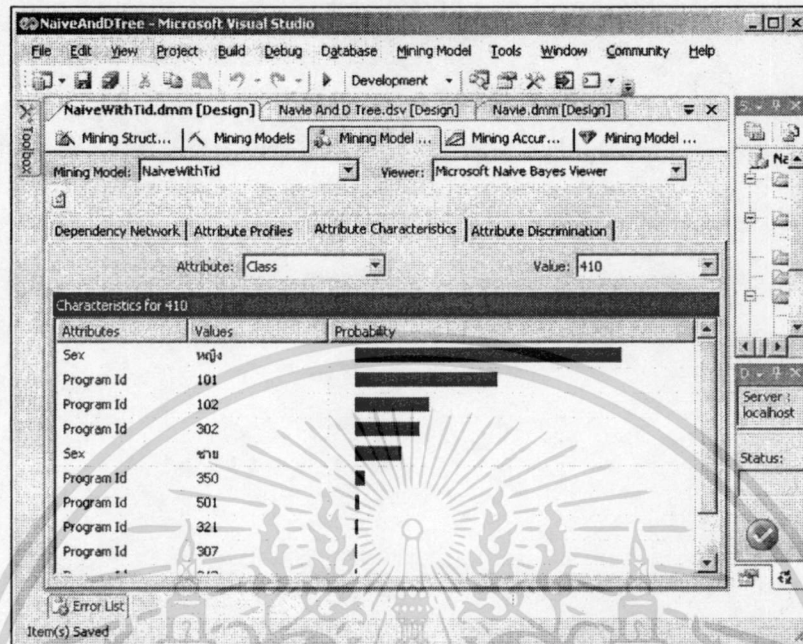 NaiveAndDTree - Microsoft Visual Studio
File Edit View Project Build Debug Database Mining Model Tools Window Community Help
Development
NaiveWithTid.dmm [Design] Navie And D Tree.dsv [Design] Navie.dmm [Design]
Toolbox
Mining Struct... Mining Models Mining Model ... Mining Accur... Mining Model ...
Mining Model: NaiveWithTid Viewer: Microsoft Naive Bayes Viewer
Dependency Network Attribute Profiles Attribute Characteristics Attribute Discrimination
Attribute: Class Value: 410
Characteristics for 410
Attributes Values Probability
Sex หญิง
Program Id 101
Program Id 102
Program Id 302
Sex ชาย
Program Id 350
Program Id 501
Program Id 321
Program Id 307
S..
Na
D..
Server :
localhost
Status:
Error List
Item(s) Saved